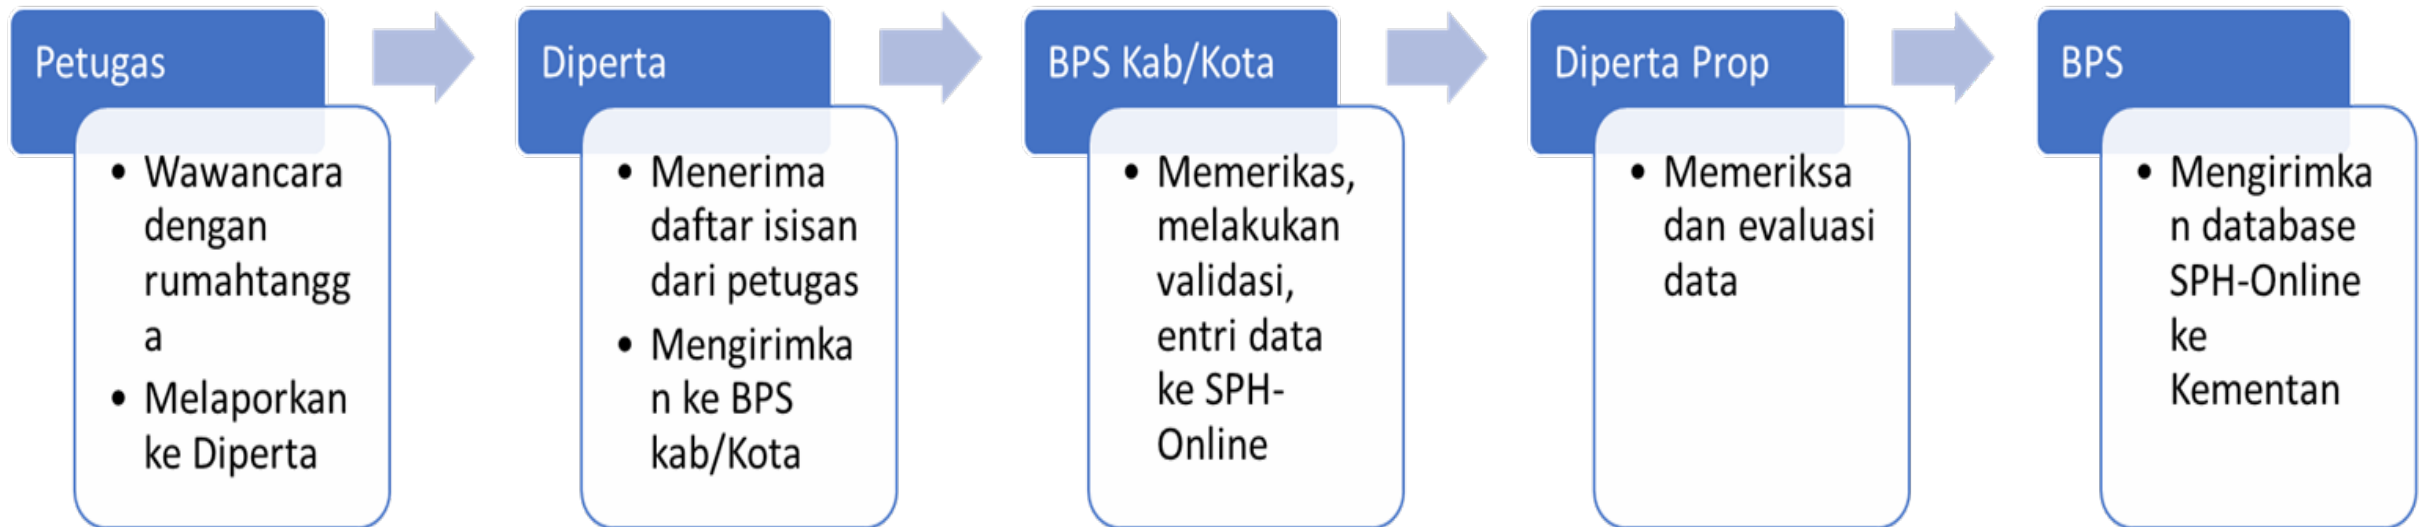 Petugas
• Wawancara
dengan
rumahtangg
a
• Melaporkan
ke Diperta
Diperta
• Menerima
daftar isisan
dari petugas
• Mengirimka
n ke BPS
kab/Kota
BPS Kab/Kota
• Memerikas,
melakukan
validasi,
entri data
ke SPH-
Online
Diperta Prop
• Memeriksa
dan evaluasi
data
BPS
• Mengirimka
n database
SPH-Online
ke
Kementan